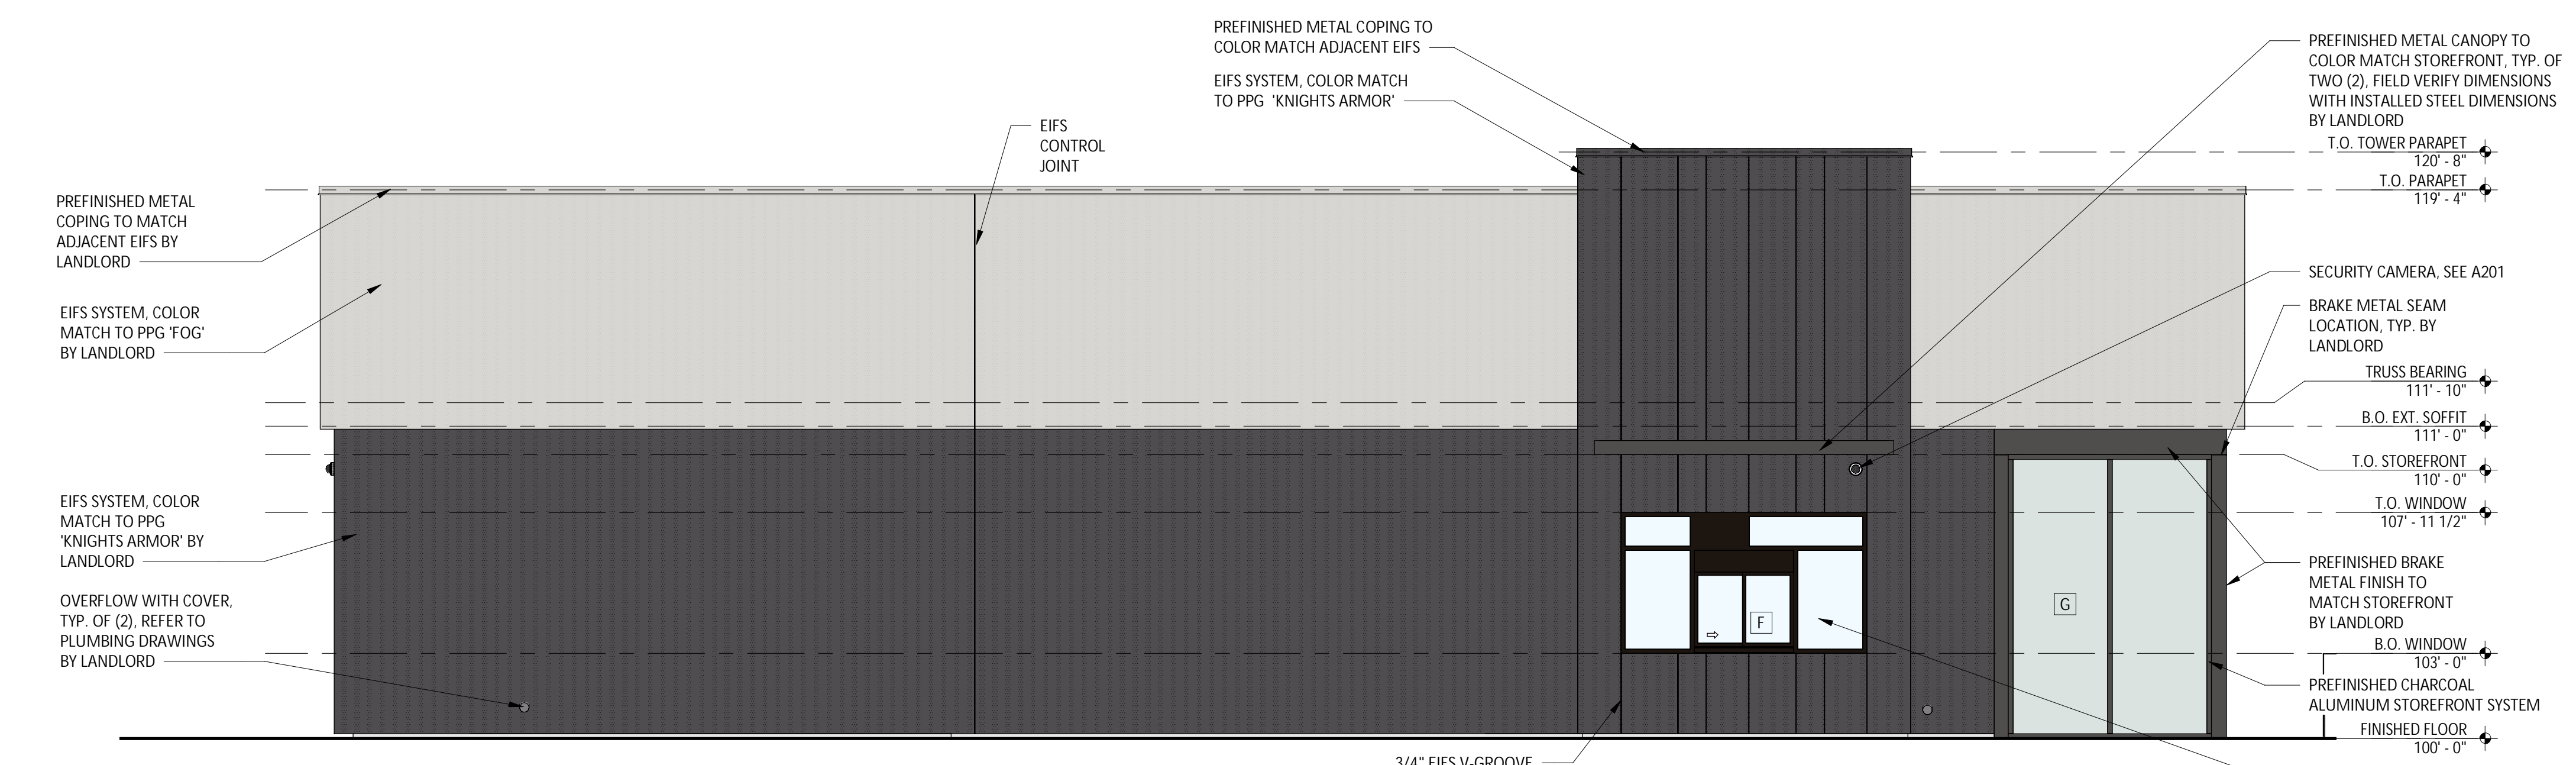 PREFINISHED METAL COPING TO
COLOR MATCH ADJACENT EIFS
EIFS SYSTEM, COLOR MATCH
TO PPG 'KNIGHTS ARMOR'
EIFS
CONTROL
JOINT
PREFINISHED METAL
COPING TO MATCH
ADJACENT EIFS BY
LANDLORD
EIFS SYSTEM, COLOR
MATCH TO PPG 'FOG'
BY LANDLORD
EIFS SYSTEM, COLOR
MATCH TO PPG
'KNIGHTS ARMOR' BY
LANDLORD
OVERFLOW WITH COVER,
TYP. OF (2), REFER TO
PLUMBING DRAWINGS
BY LANDLORD
3/4" EIFS V-GROOVE
F
G
PREFINISHED METAL CANOPY TO
COLOR MATCH STOREFRONT, TYP. OF
TWO (2), FIELD VERIFY DIMENSIONS
WITH INSTALLED STEEL DIMENSIONS
BY LANDLORD
T.O. TOWER PARAPET
120' - 8"
T.O. PARAPET
119' - 4"
SECURITY CAMERA, SEE A201
BRAKE METAL SEAM
LOCATION, TYP. BY
LANDLORD
TRUSS BEARING
111' - 10"
B.O. EXT. SOFFIT
111' - 0"
T.O. STOREFRONT
110' - 0"
T.O. WINDOW
107' - 11 1/2"
PREFINISHED BRAKE
METAL FINISH TO
MATCH STOREFRONT
BY LANDLORD
B.O. WINDOW
103' - 0"
PREFINISHED CHARCOAL
ALUMINUM STOREFRONT SYSTEM
FINISHED FLOOR
100' - 0"